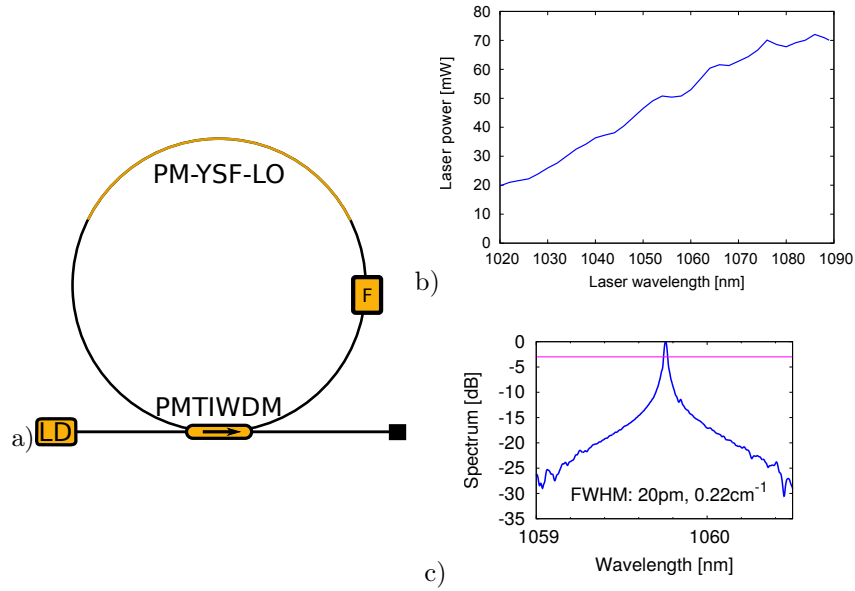 PM-YSF-LO
F
PMTIWDM
LD
a)
80
70
60
50
40
30
20
10
0
Laser power [mW]
1020 1030 1040 1050 1060 1070 1080 1090
Laser wavelength [nm]
b)
0
-5
-10
-15
-20
-25
-30
-35
Spectrum [dB]
FWHM: 20pm, 0.22cm⁻¹
1059 1060
Wavelength [nm]
c)